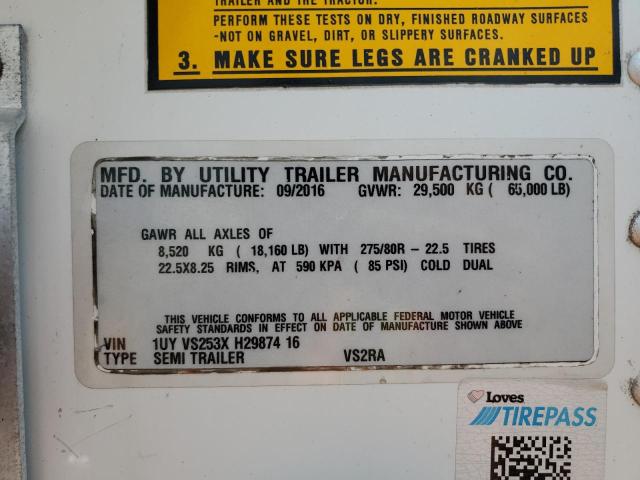 TRAILER AND THE TRACTOR.
PERFORM THESE TESTS ON DRY, FINISHED ROADWAY SURFACES
-NOT ON GRAVEL, DIRT, OR SLIPPERY SURFACES.
3. MAKE SURE LEGS ARE CRANKED UP
MFD. BY UTILITY TRAILER MANUFACTURING CO.
DATE OF MANUFACTURE: 09/2016 GVWR: 29,500 KG ( 65,000 LB)
GAWR ALL AXLES OF
8,520 KG ( 18,160 LB) WITH 275/80R - 22.5 TIRES
22.5X8.25 RIMS, AT 590 KPA ( 85 PSI) COLD DUAL
THIS VEHICLE CONFORMS TO ALL APPLICABLE FEDERAL MOTOR VEHICLE
SAFETY STANDARDS IN EFFECT ON DATE OF MANUFACTURE SHOWN ABOVE
VIN 1UY VS253X H29874 16
TYPE SEMI TRAILER VS2RA
Loves
TIREPASS